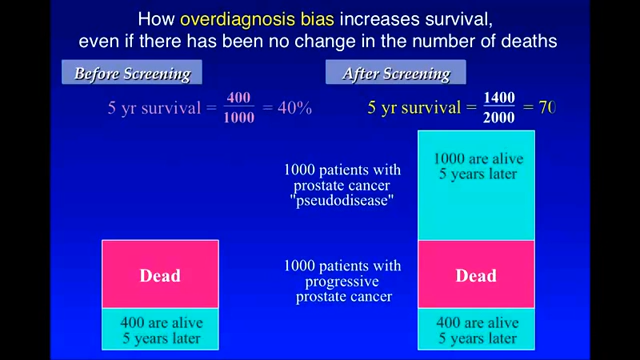 How overdiagnosis bias increases survival,
even if there has been no change in the number of deaths
Before Screening
After Screening
5 yr survival = 400/1000 = 40%
5 yr survival = 1400/2000 = 70
1000 patients with
prostate cancer
"pseudodisease"
1000 are alive
5 years later
Dead
1000 patients with
progressive
prostate cancer
Dead
400 are alive
5 years later
400 are alive
5 years later